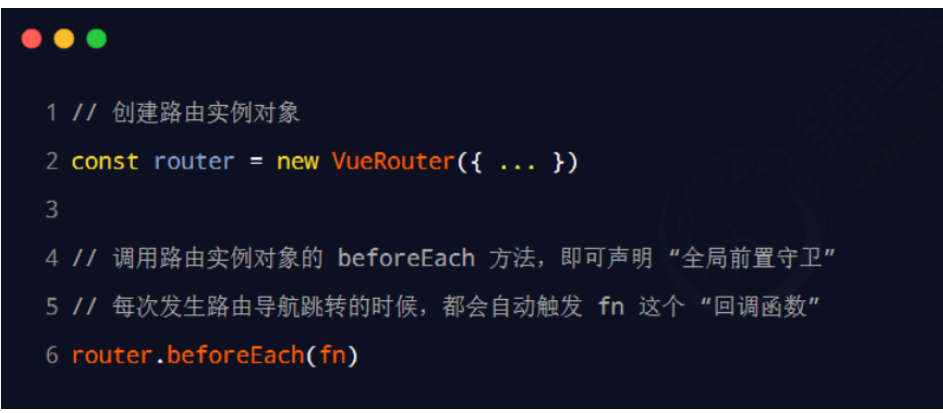 1 // 创建路由实例对象
2 const router = new VueRouter({ ... })
3
4 // 调用路由实例对象的 beforeEach 方法，即可声明 “全局前置守卫”
5 // 每次发生路由导航跳转的时候，都会自动触发 fn 这个 “回调函数”
6 router.beforeEach(fn)